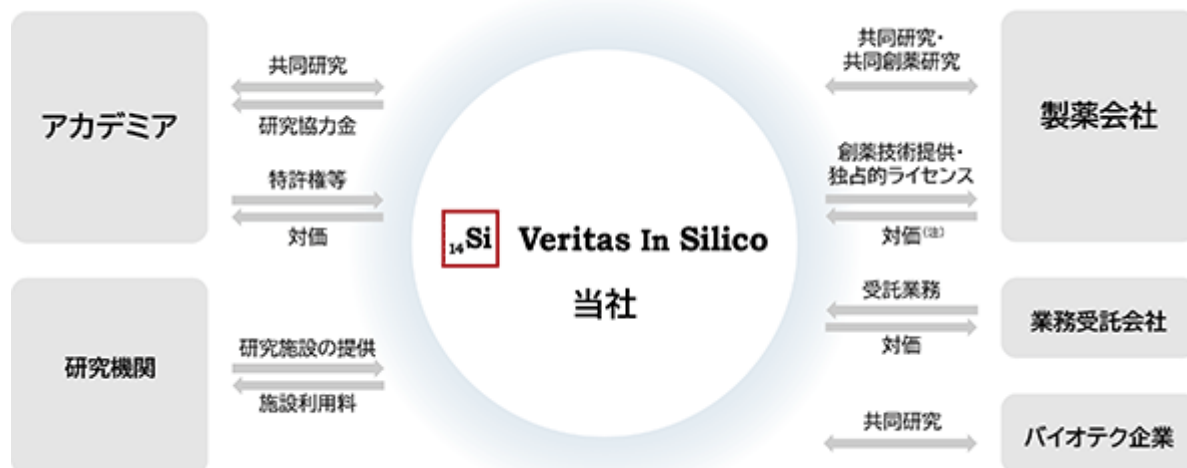 アカデミア
共同研究
研究協力金
特許権等
対価
研究機関
研究施設の提供
施設利用料
14Si Veritas In Silico
当社
共同研究・
共同創薬研究
製薬会社
創薬技術提供・
独占的ライセンス
対価(注)
受託業務
対価
業務受託会社
共同研究
バイオテク企業